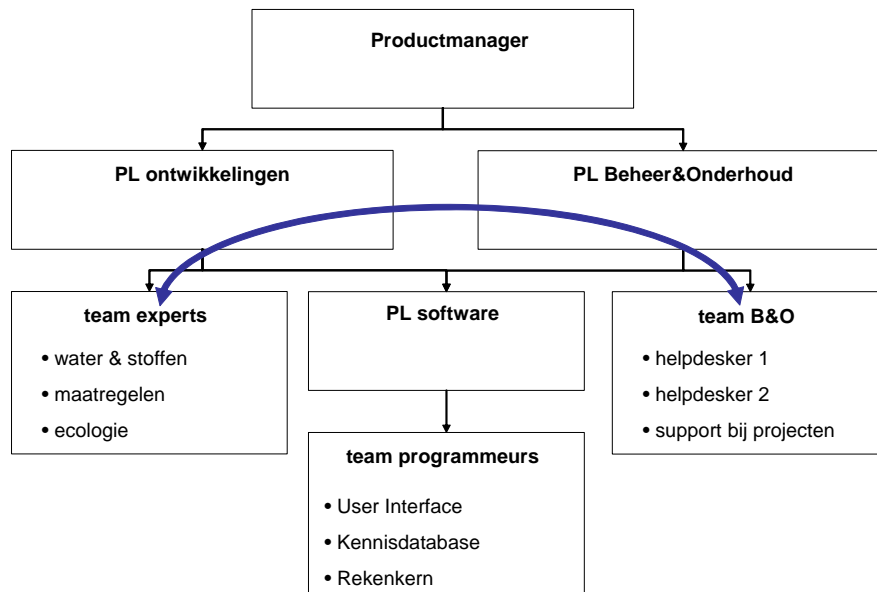 Productmanager
PL ontwikkelingen
PL Beheer&Onderhoud
team experts
• water & stoffen
• maatregelen
• ecologie
PL software
team B&O
• helpdesker 1
• helpdesker 2
• support bij projecten
team programmeurs
• User Interface
• Kennisdatabase
• Rekenkern